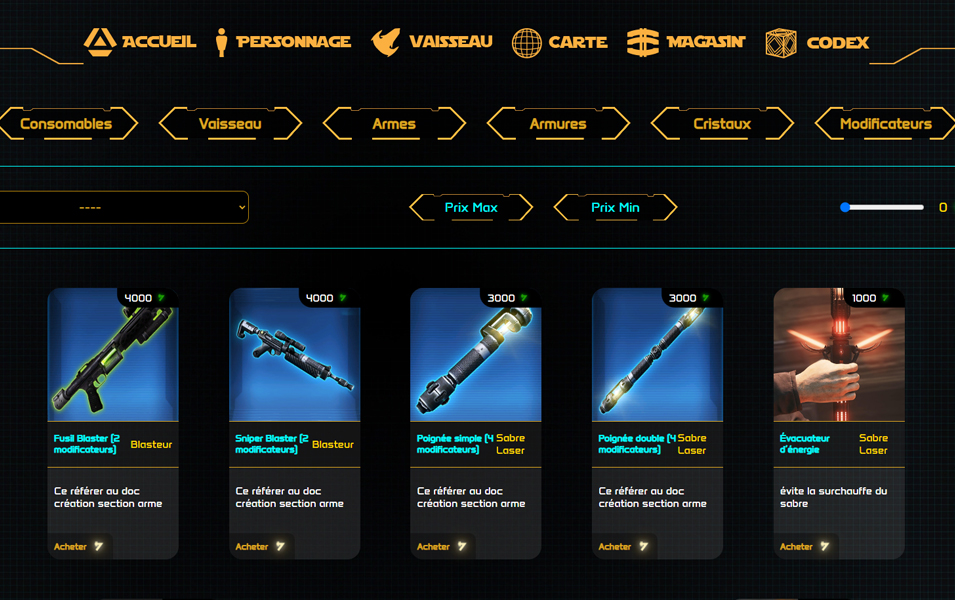 ACCUEIL PERSONNAGE VAISSEAU CARTE MAGASIN CODEX
Consomables Vaisseau Armes Armures Cristaux Modificateurs
---- Prix Max Prix Min 0
4000 4000 3000 3000 1000
Fusil Blaster (2
modificateurs)
Blasteur
Sniper Blaster (2
modificateurs)
Blasteur
Poignée simple (4
modificateurs)
Sabre
Laser
Poignée double (4
modificateurs)
Sabre
Laser
Évacuateur
d'énergie
Sabre
Laser
Ce référer au doc
création section arme
Ce référer au doc
création section arme
Ce référer au doc
création section arme
Ce référer au doc
création section arme
évite la surchauffe du
sabre
Acheter Acheter Acheter Acheter Acheter